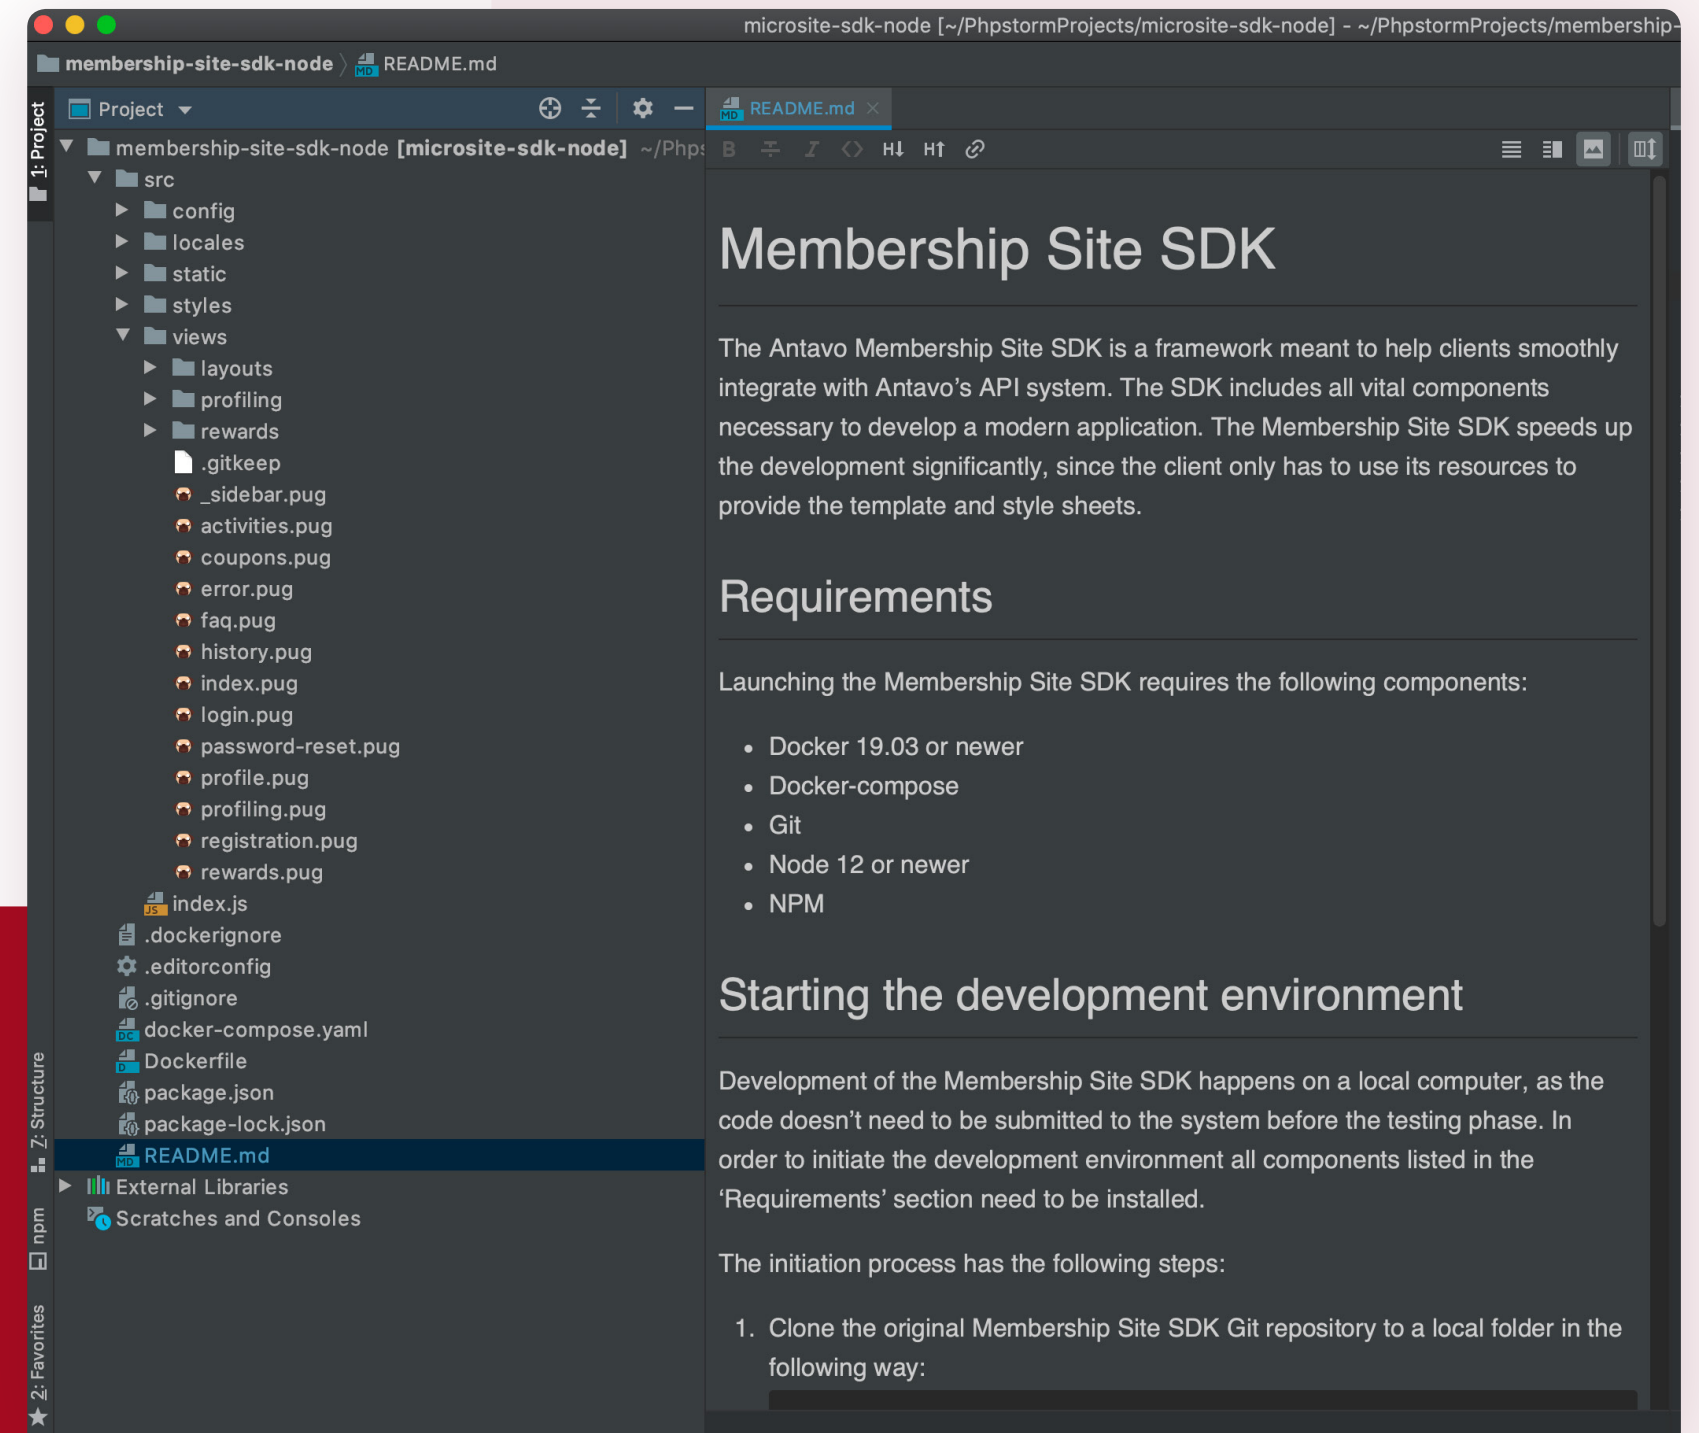 microsite-sdk-node [~/PhpstormProjects/microsite-sdk-node] - ~/PhpstormProjects/membership-
membership-site-sdk-node
README.md
1: Project
Project
membership-site-sdk-node [microsite-sdk-node] ~/Phps
src
config
locales
static
styles
views
layouts
profiling
rewards
.gitkeep
_sidebar.pug
activities.pug
coupons.pug
error.pug
faq.pug
history.pug
index.pug
login.pug
password-reset.pug
profile.pug
profiling.pug
registration.pug
rewards.pug
JS index.js
.dockerignore
.editorconfig
.gitignore
DC docker-compose.yaml
D Dockerfile
package.json
package-lock.json
MD README.md
External Libraries
Scratches and Consoles
7: Structure
npm
2: Favorites
MD README.md
B I <> H↓ H↑
Membership Site SDK
The Antavo Membership Site SDK is a framework meant to help clients smoothly
integrate with Antavo’s API system. The SDK includes all vital components
necessary to develop a modern application. The Membership Site SDK speeds up
the development significantly, since the client only has to use its resources to
provide the template and style sheets.
Requirements
Launching the Membership Site SDK requires the following components:
• Docker 19.03 or newer
• Docker-compose
• Git
• Node 12 or newer
• NPM
Starting the development environment
Development of the Membership Site SDK happens on a local computer, as the
code doesn’t need to be submitted to the system before the testing phase. In
order to initiate the development environment all components listed in the
‘Requirements’ section need to be installed.
The initiation process has the following steps:
1. Clone the original Membership Site SDK Git repository to a local folder in the
following way: